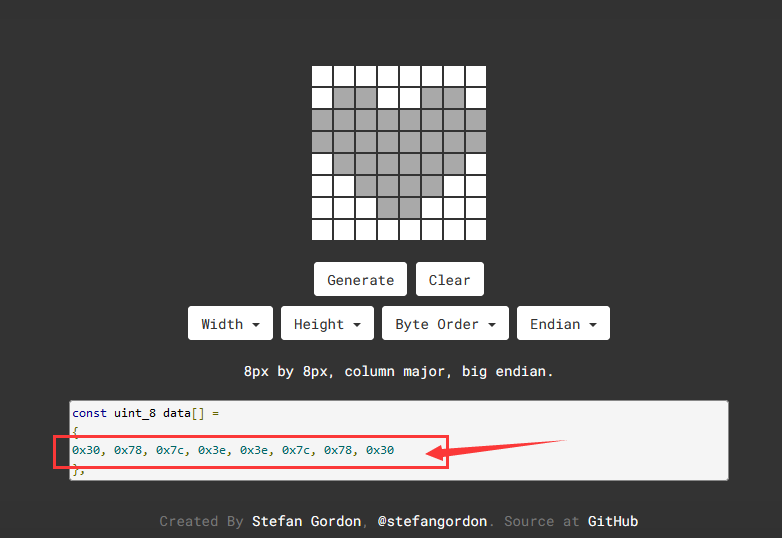 Generate Clear
Width Height Byte Order Endian
8px by 8px, column major, big endian.
const uint_8 data[] =
{
0x30, 0x78, 0x7c, 0x3e, 0x3e, 0x7c, 0x78, 0x30
};
Created By Stefan Gordon, @stefangordon. Source at GitHub